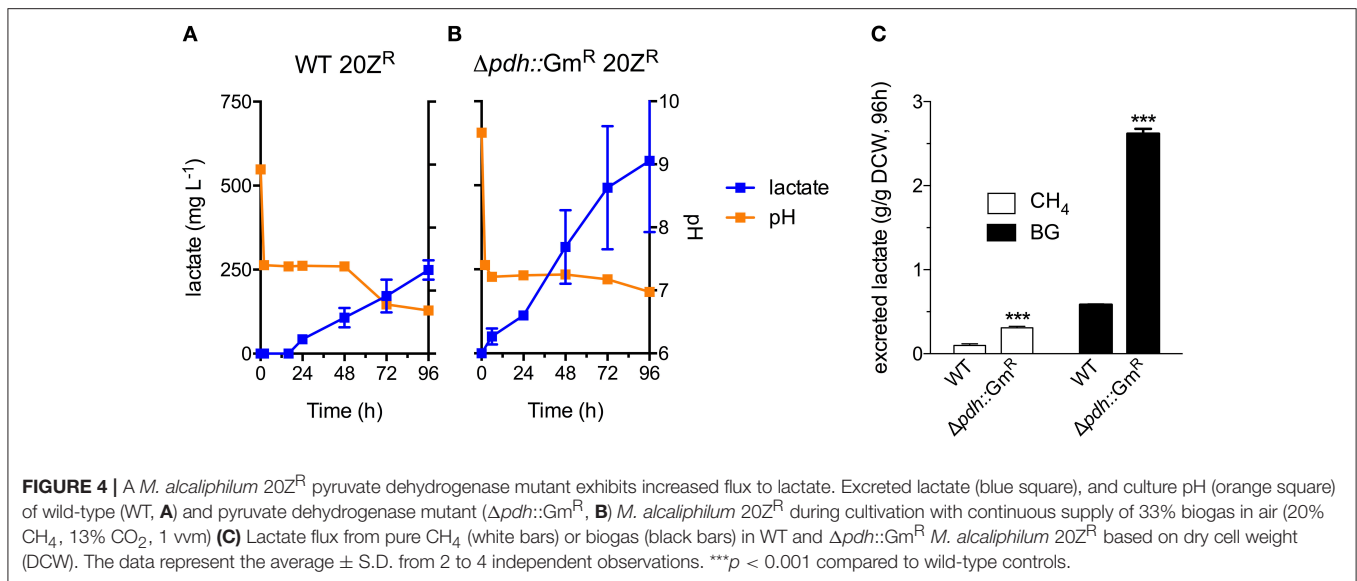 A
B
C
WT 20Z^R
Δpdh::Gm^R 20Z^R
750
500
250
0
lactate (mg L^-1)
0 24 48 72 96
Time (h)
10
9
8
7
6
pH
0 24 48 72 96
Time (h)
lactate
pH
3
2
1
0
excreted lactate (g/g DCW, 96h)
CH4
BG
***
***
WT
Δpdh::Gm^R
WT
Δpdh::Gm^R
FIGURE 4 | A M. alcaliphilum 20Z^R pyruvate dehydrogenase mutant exhibits increased flux to lactate. Excreted lactate (blue square), and culture pH (orange square)
of wild-type (WT, A) and pyruvate dehydrogenase mutant (Δpdh::Gm^R, B) M. alcaliphilum 20Z^R during cultivation with continuous supply of 33% biogas in air (20%
CH4, 13% CO2, 1 vvm) (C) Lactate flux from pure CH4 (white bars) or biogas (black bars) in WT and Δpdh::Gm^R M. alcaliphilum 20Z^R based on dry cell weight
(DCW). The data represent the average ± S.D. from 2 to 4 independent observations. ***p < 0.001 compared to wild-type controls.